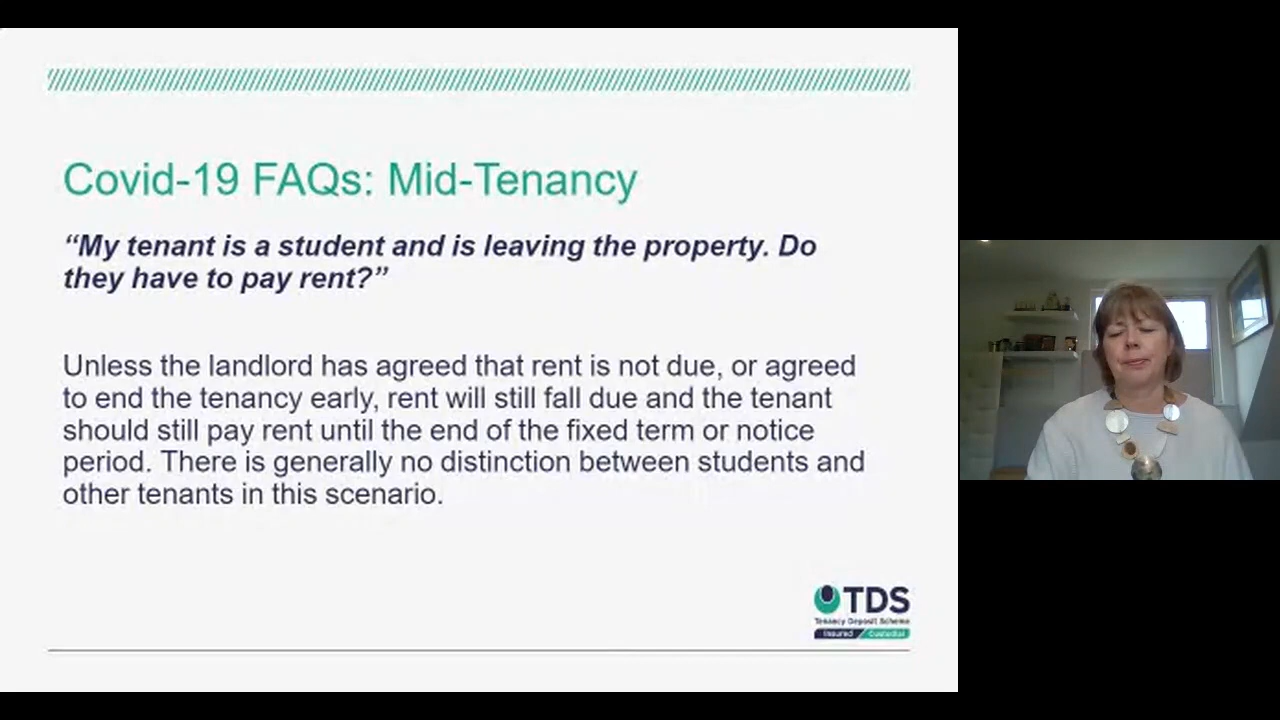 Covid-19 FAQs: Mid-Tenancy
“My tenant is a student and is leaving the property. Do
they have to pay rent?”
Unless the landlord has agreed that rent is not due, or agreed
to end the tenancy early, rent will still fall due and the tenant
should still pay rent until the end of the fixed term or notice
period. There is generally no distinction between students and
other tenants in this scenario.
TDS
Tenancy Deposit Scheme
Insured Custodial